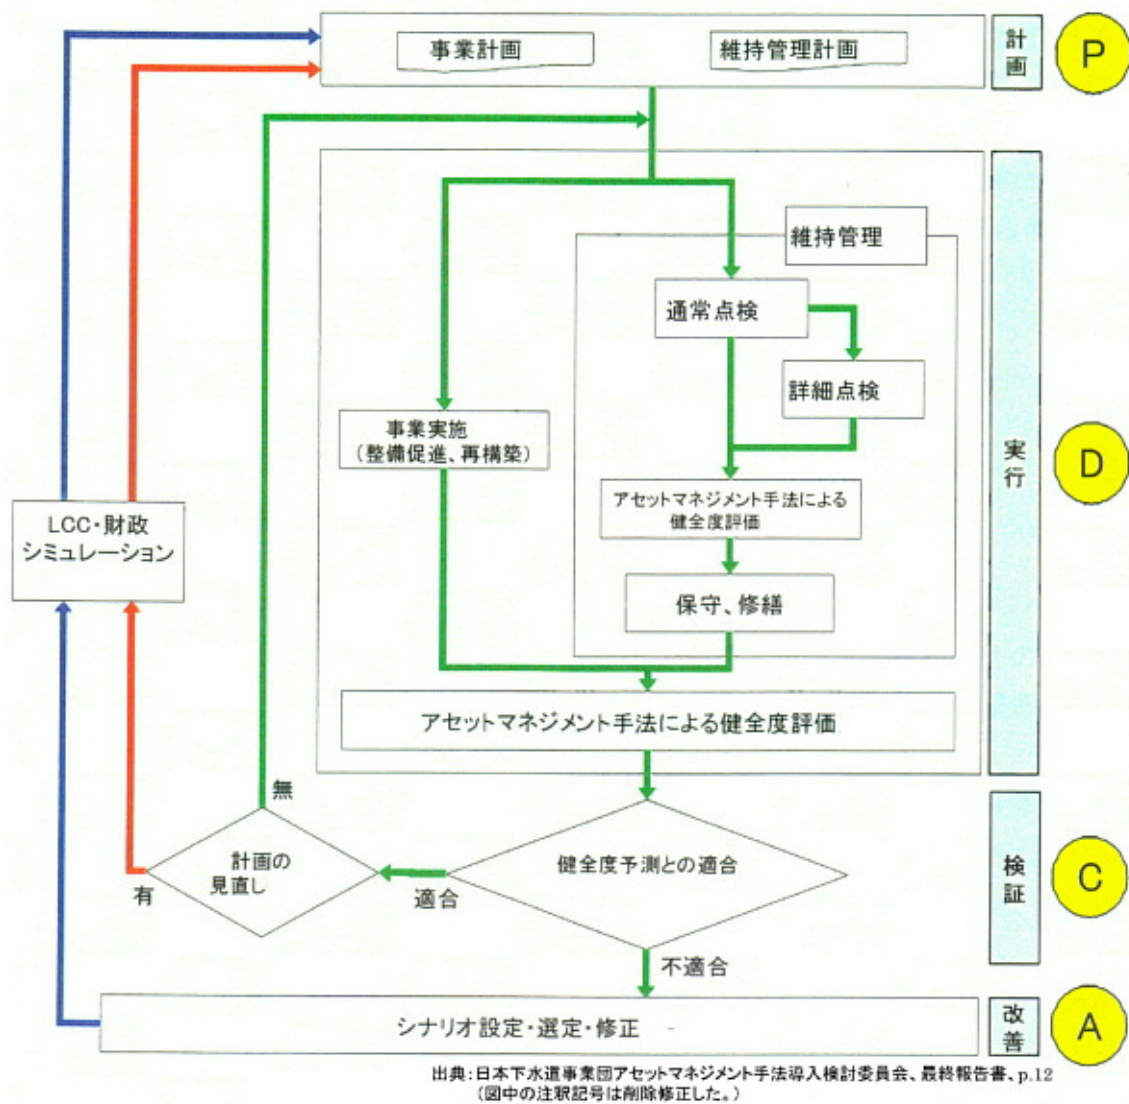 事業計画
維持管理計画
計画
P
維持管理
通常点検
詳細点検
事業実施
(整備促進、再構築)
アセットマネジメント手法による
健全度評価
保守、修繕
アセットマネジメント手法による健全度評価
実行
D
LCC・財政
シミュレーション
無
計画の
見直し
有
適合
健全度予測との適合
不適合
検証
C
シナリオ設定・選定・修正
改善
A
出典:日本下水道事業団アセットマネジメント手法導入検討委員会、最終報告書、p.12
(図中の注釈記号は削除修正した。)